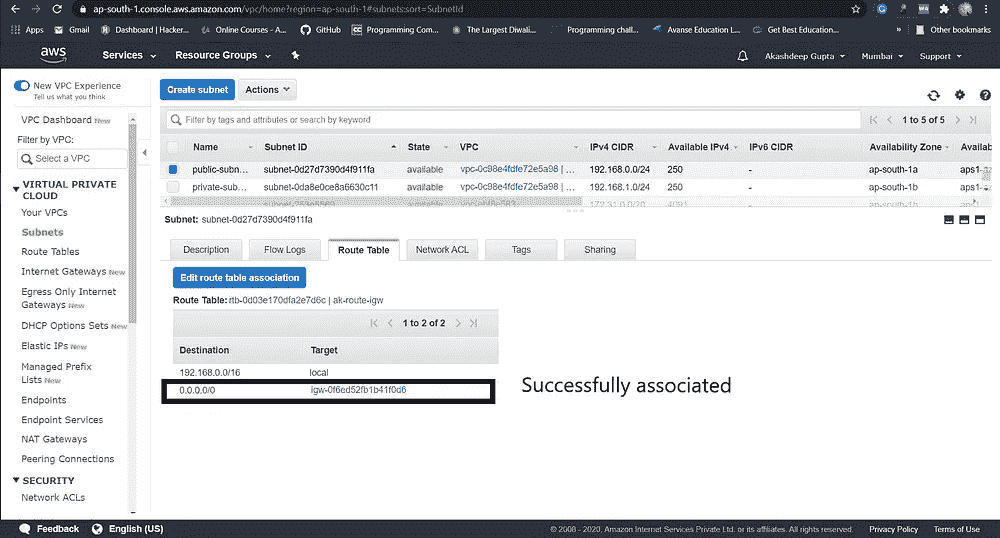 ap-south-1.console.aws.amazon.com/vpc/home?region=ap-south-1#subnets:sort=SubnetId
Apps Gmail Dashboard | Hacker... Online Courses - A... GitHub Competitive Programming Com... The Largest Diwali... Programming chall... Avanse Education L... Get Best Education... » Other bookmarks
aws Services Resource Groups Akashdeep Gupta Mumbai Support
New VPC Experience
Tell us what you think
Create subnet Actions
VPC Dashboard New
Filter by tags and attributes or search by keyword
1 to 5 of 5
Filter by VPC:
Select a VPC
Name Subnet ID State VPC IPv4 CIDR Available IPv4 IPv6 CIDR Availability Zone Availa
public-subn... subnet-0d27d7390d4f911fa available vpc-0c98e4fdfe72e5a98 | ... 192.168.0.0/24 250 - ap-south-1a aps1-
private-sub... subnet-0da8e0ce8a6630c11 available vpc-0c98e4fdfe72e5a98 | ... 192.168.1.0/24 250 - ap-south-1b aps1-
VIRTUAL PRIVATE
CLOUD
Your VPCs
Subnets
Route Tables
Internet Gateways New
Egress Only Internet
Gateways New
DHCP Options Sets New
Elastic IPs New
Managed Prefix
Lists New
Endpoints
Endpoint Services
NAT Gateways
Peering Connections
SECURITY
Network ACLs
Subnet: subnet-0d27d7390d4f911fa
Description Flow Logs Route Table Network ACL Tags Sharing
Edit route table association
Route Table: rtb-0d03e170dfa2e7d6c | ak-route-igw
1 to 2 of 2
Destination Target
192.168.0.0/16 local
0.0.0.0/0 igw-0f6ed52fb1b41f0d6
Successfully associated
Feedback English (US) © 2008 - 2020, Amazon Internet Services Private Ltd. or its affiliates. All rights reserved. Privacy Policy Terms of Use